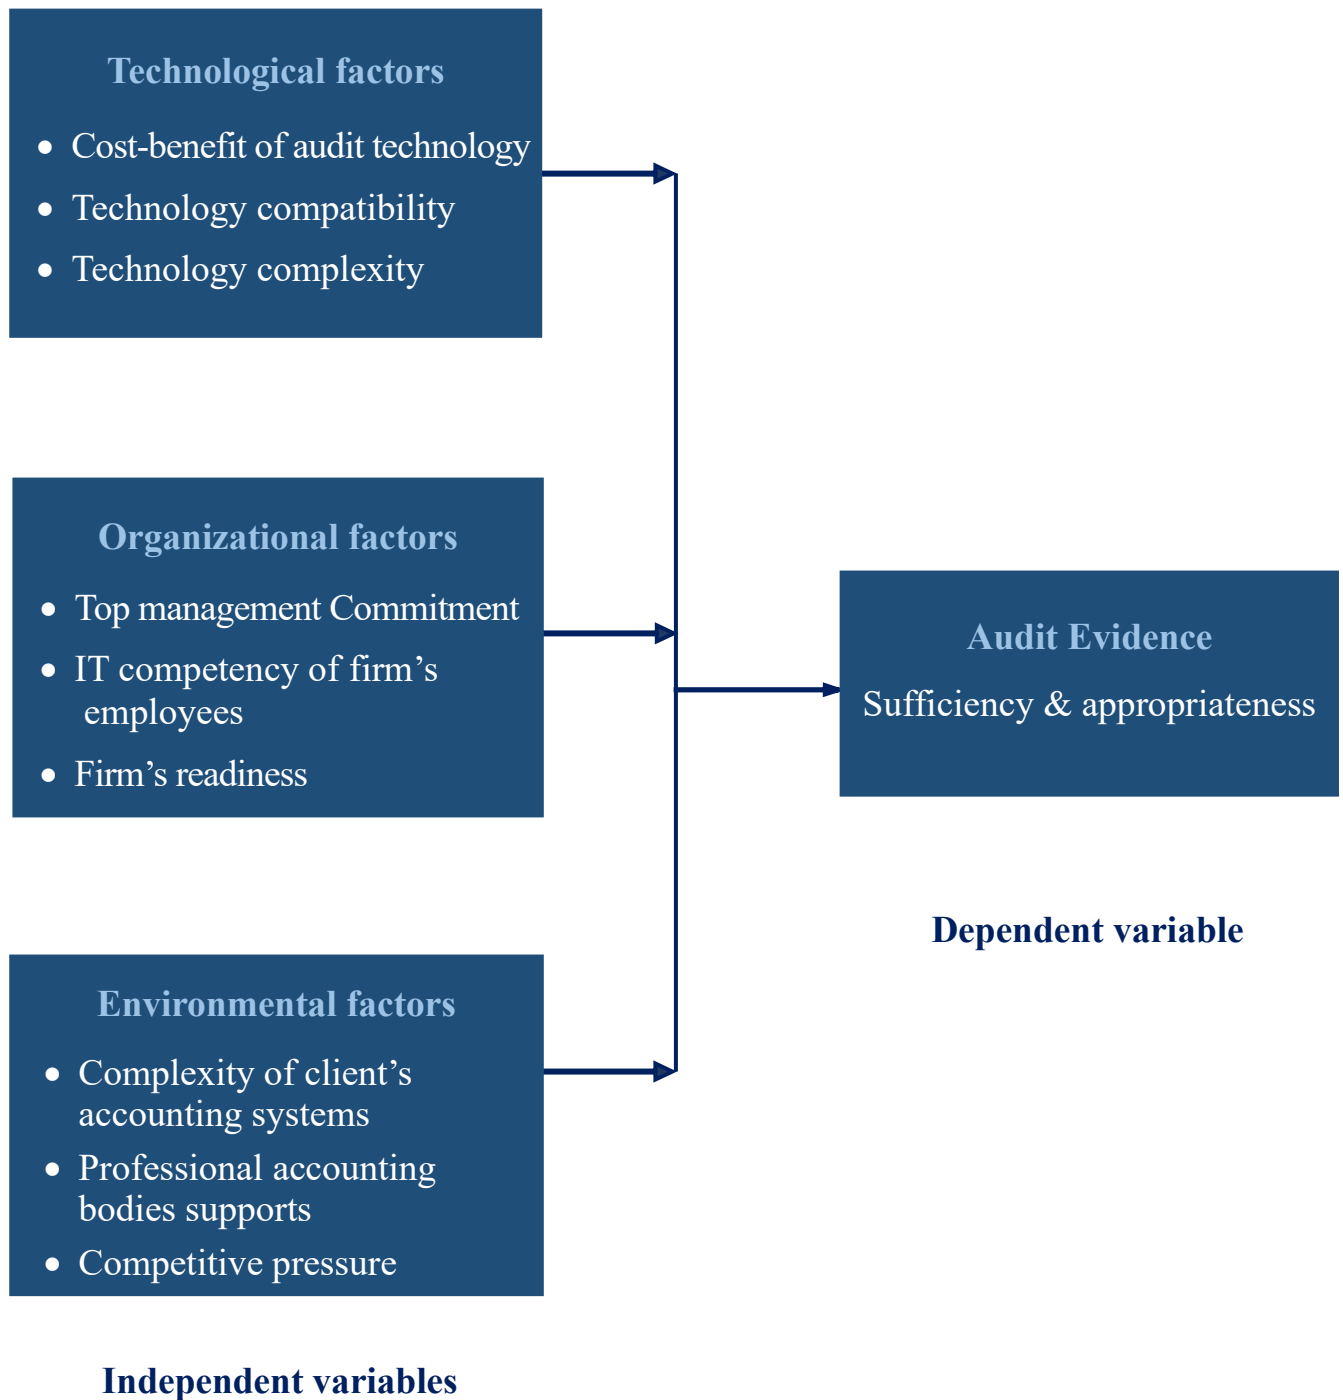 Technological factors
• Cost-benefit of audit technology
• Technology compatibility
• Technology complexity
Organizational factors
• Top management Commitment
• IT competency of firm’s
employees
• Firm’s readiness
Audit Evidence
Sufficiency & appropriateness
Dependent variable
Environmental factors
• Complexity of client’s
accounting systems
• Professional accounting
bodies supports
• Competitive pressure
Independent variables